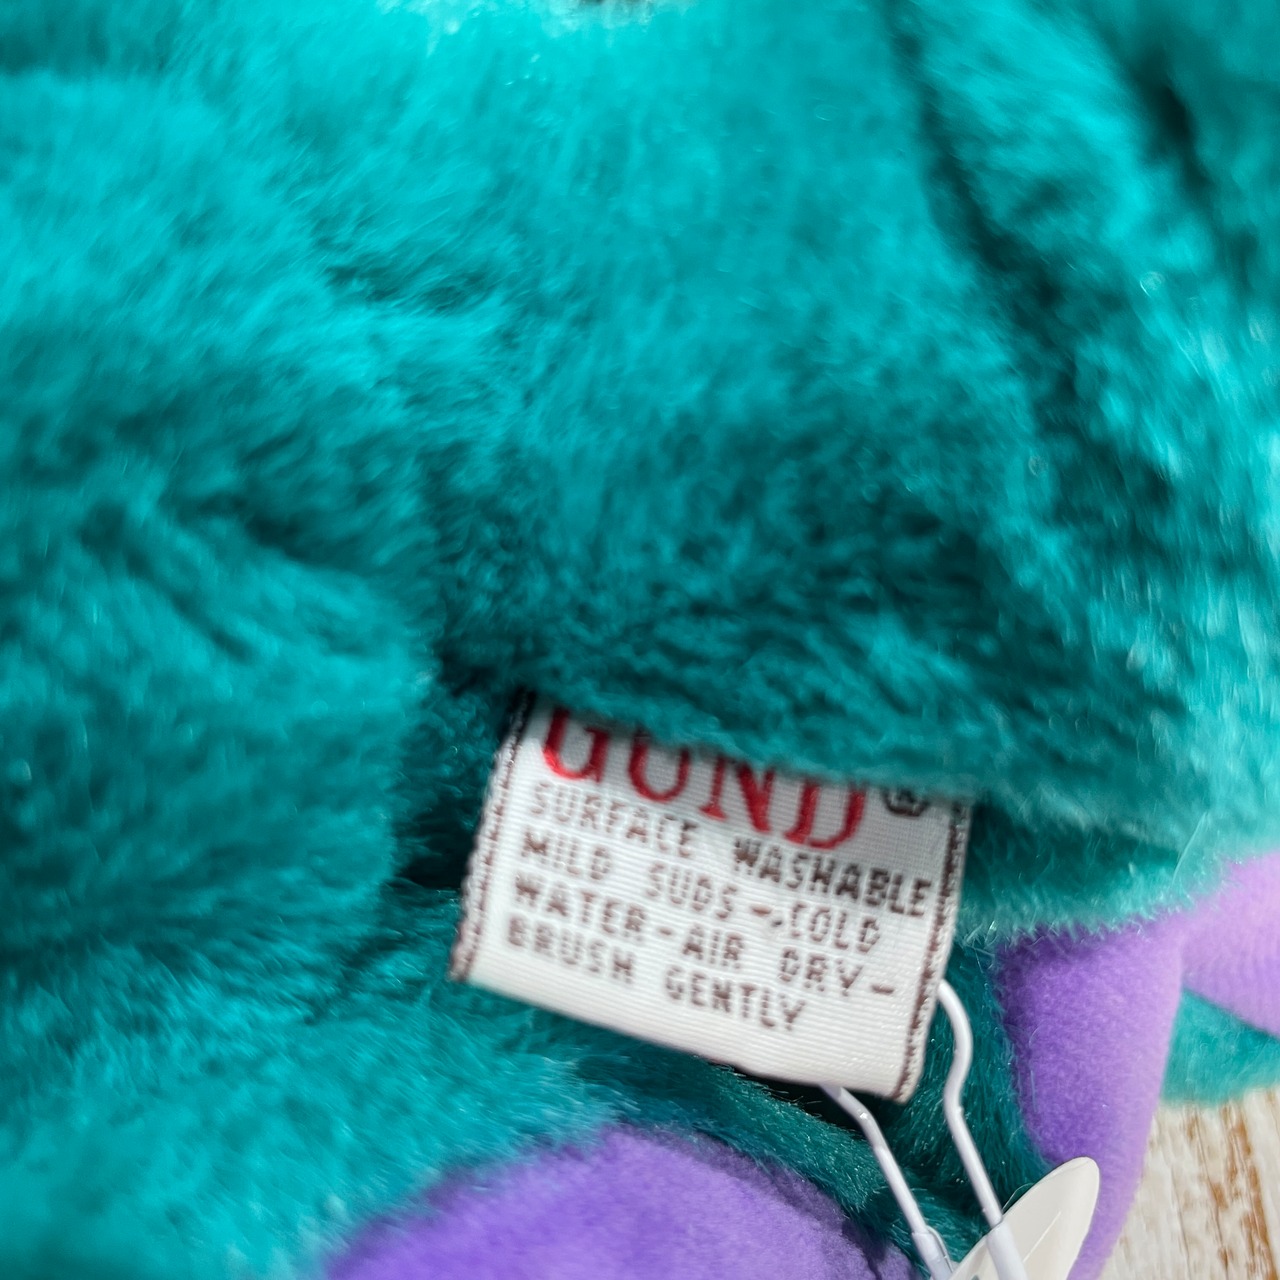 GUND®
SURFACE WASHABLE
MILD SUDS-COLD
WATER-AIR DRY-
BRUSH GENTLY